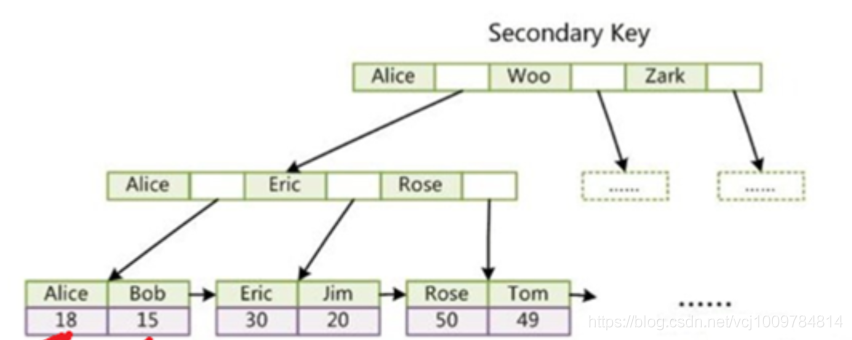 Secondary Key
Alice Woo Zark
Alice Eric Rose
...... ......
Alice Bob Eric Jim Rose Tom
18 15 30 20 50 49
......
https://blog.csdn.net/vcj1009784814